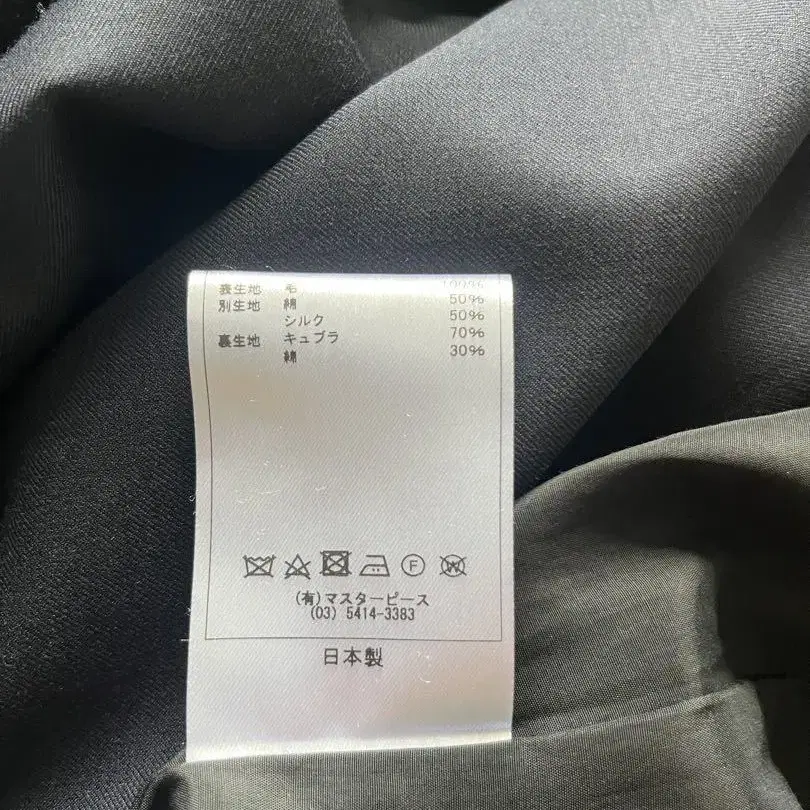 表生地 毛 100%
別生地 綿 50%
シルク 50%
裏生地 キュプラ 70%
綿 30%
F
W
(有)マスターピース
(03) 5414-3383
日本製